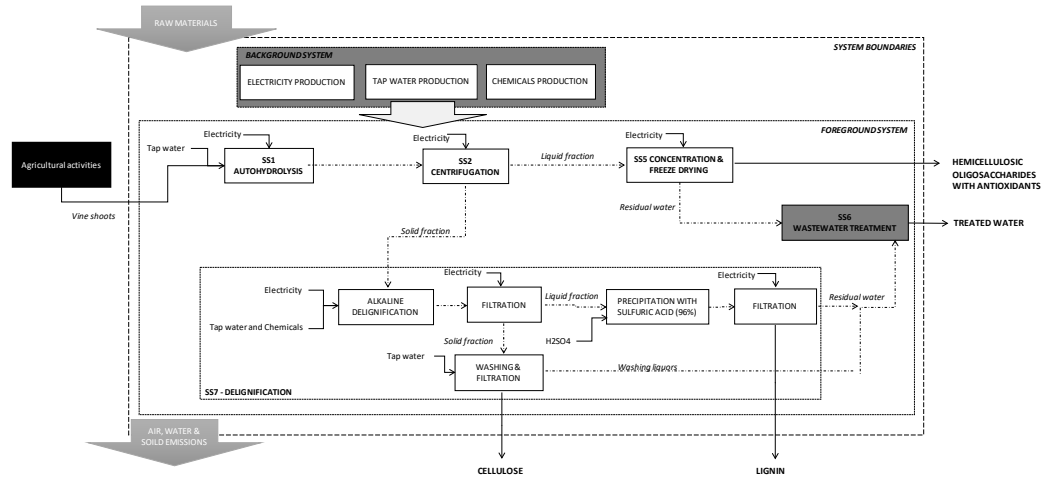 RAW MATERIALS
SYSTEM BOUNDARIES
BACKGROUND SYSTEM
ELECTRICITY PRODUCTION
TAP WATER PRODUCTION
CHEMICALS PRODUCTION
FOREGROUND SYSTEM
Electricity
Electricity
Electricity
Tap water
Agricultural activities
SS1
AUTOHYDROLYSIS
SS2
CENTRIFUGATION
Liquid fraction
SS5 CONCENTRATION &
FREEZE DRYING
HEMICELLULOSIC
OLIGOSACCHARIDES
WITH ANTIOXIDANTS
Vine shoots
Residual water
SS6
WASTEWATER TREATMENT
TREATED WATER
Solid fraction
Electricity
Electricity
Electricity
ALKALINE
DELIGNIFICATION
FILTRATION
Liquid fraction
PRECIPITATION WITH
SULFURIC ACID (96%)
FILTRATION
Residual water
Tap water and Chemicals
Solid fraction
H2SO4
Tap water
WASHING &
FILTRATION
Washing liquors
SS7 - DELIGNIFICATION
AIR, WATER &
SOILD EMISSIONS
CELLULOSE
LIGNIN